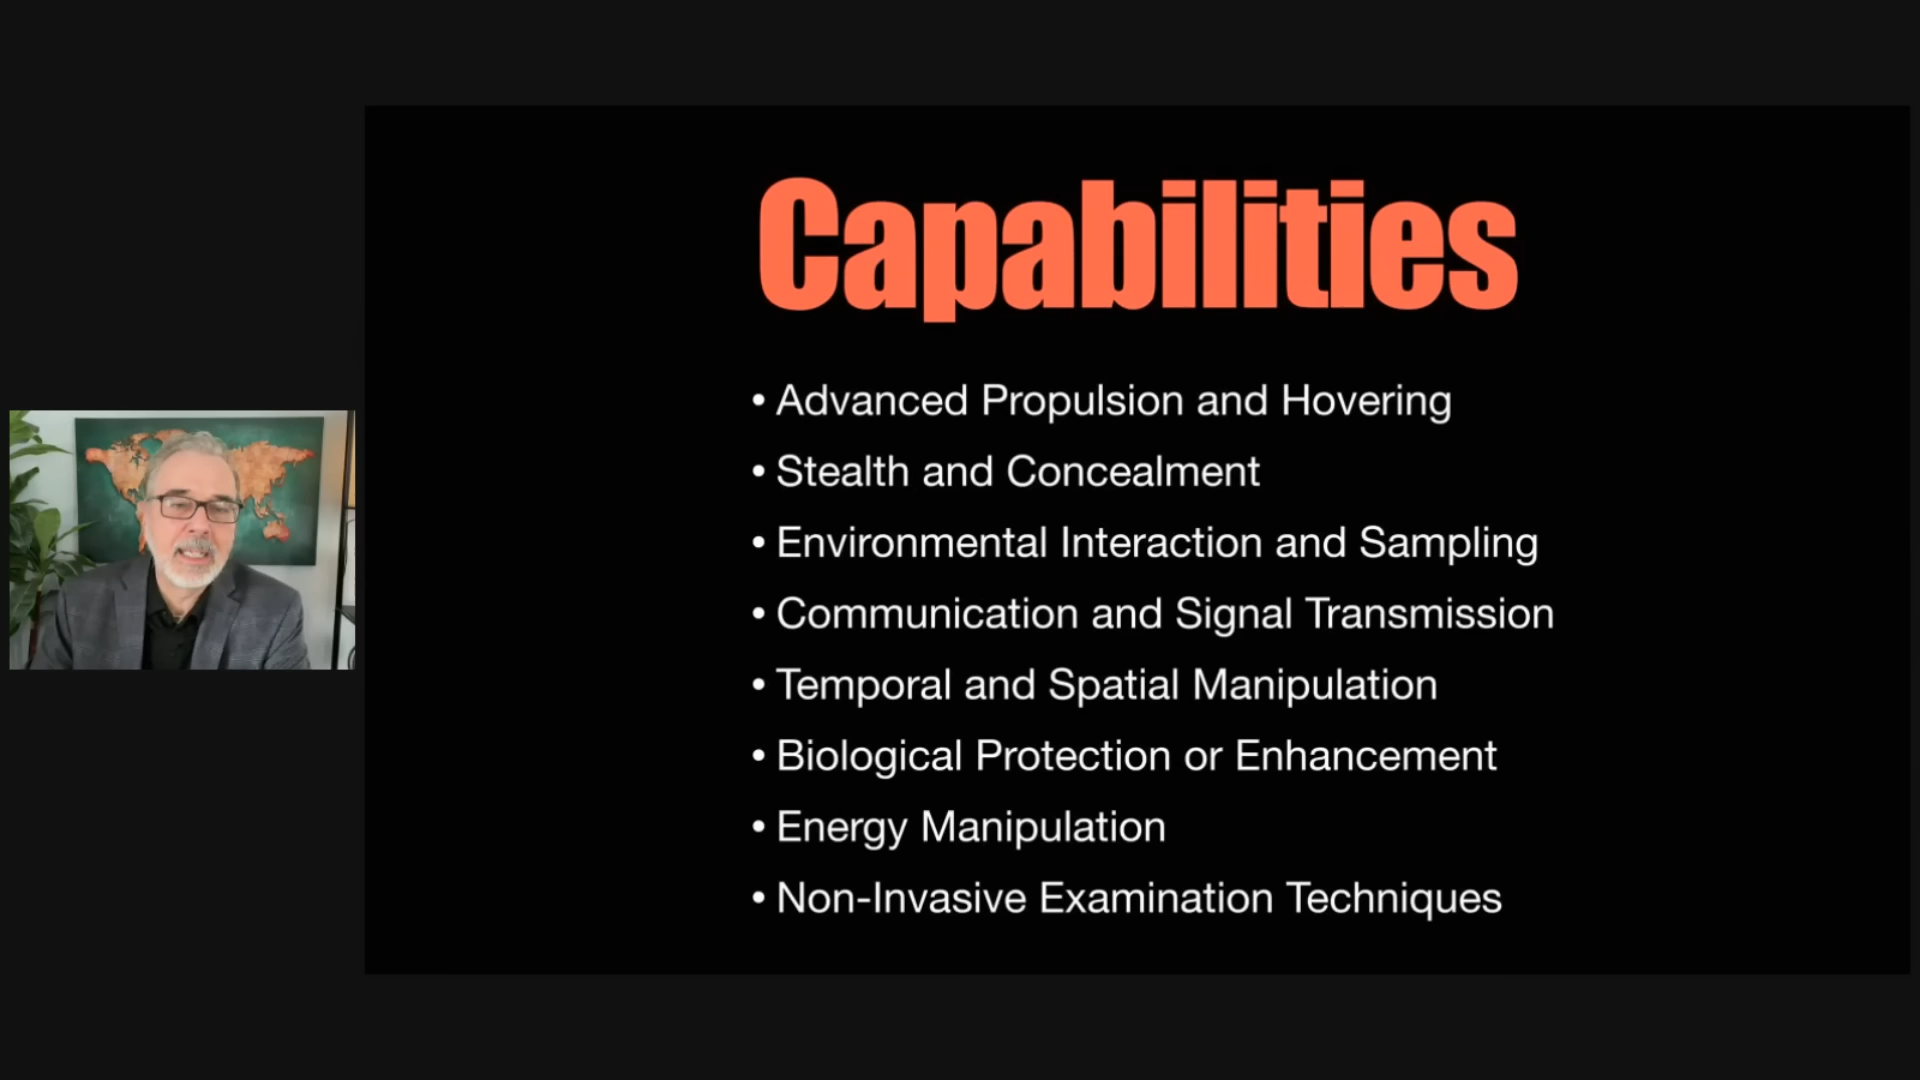 Capabilities
• Advanced Propulsion and Hovering
• Stealth and Concealment
• Environmental Interaction and Sampling
• Communication and Signal Transmission
• Temporal and Spatial Manipulation
• Biological Protection or Enhancement
• Energy Manipulation
• Non-Invasive Examination Techniques